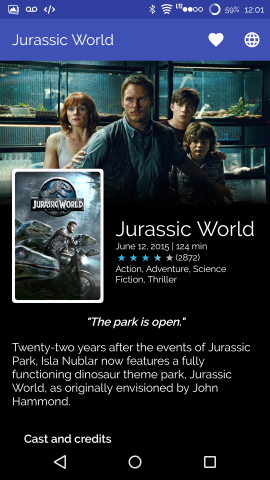 LTE 59% 12:01
Jurassic World
JURASSIC WORLD
Jurassic World
June 12, 2015 | 124 min
(2872)
Action, Adventure, Science
Fiction, Thriller
"The park is open."
Twenty-two years after the events of Jurassic
Park, Isla Nublar now features a fully
functioning dinosaur theme park, Jurassic
World, as originally envisioned by John
Hammond.
Cast and credits